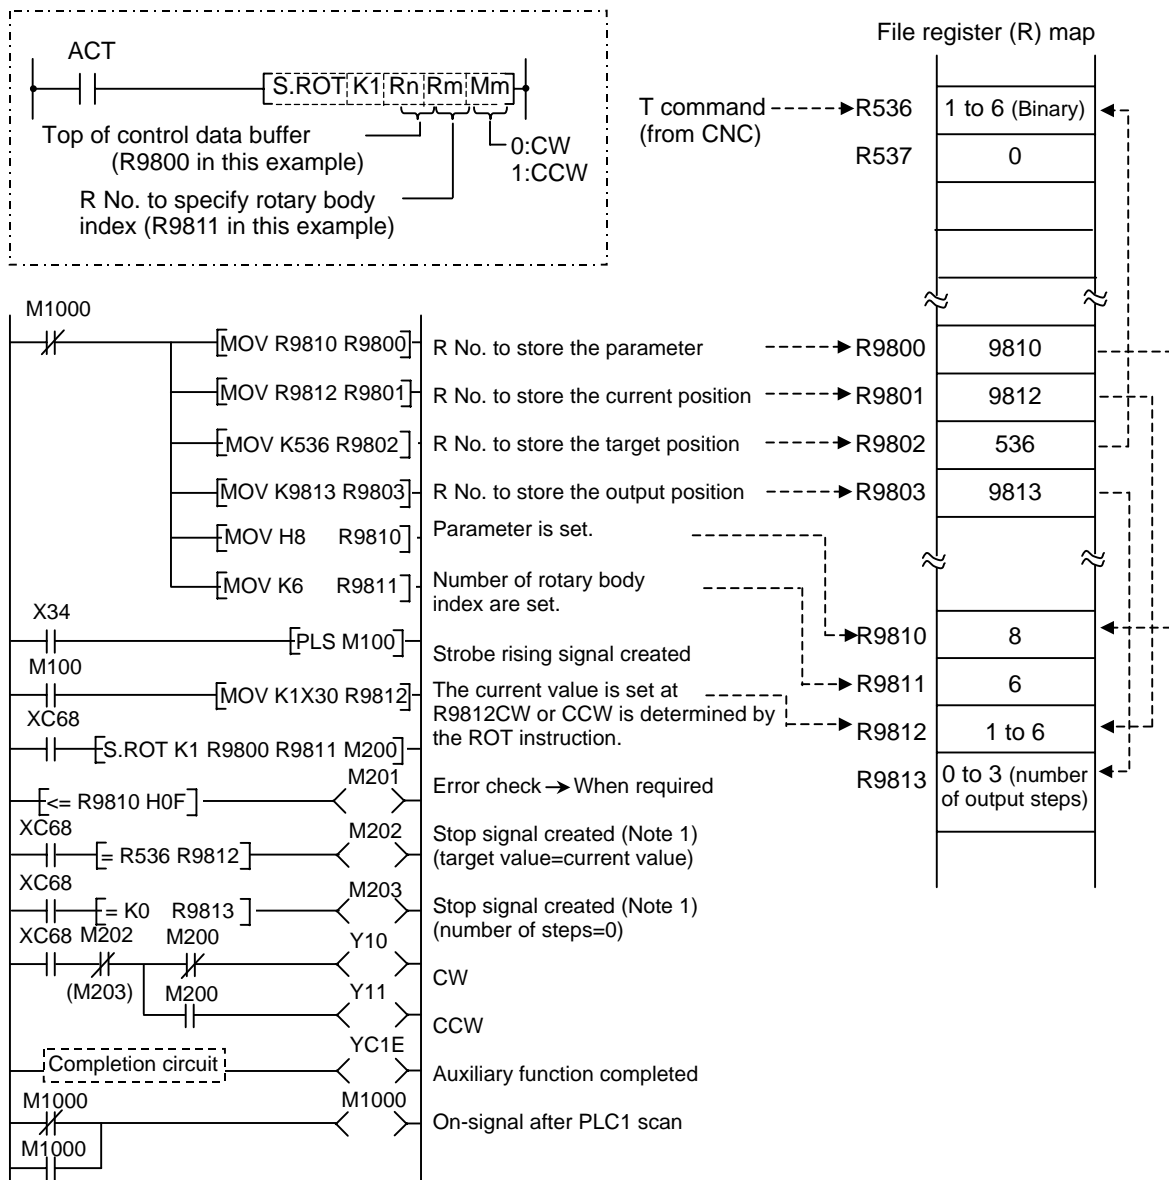 ACT
S.ROT K1 Rn Rm Mm
Top of control data buffer
(R9800 in this example)
0:CW
1:CCW
R No. to specify rotary body
index (R9811 in this example)
File register (R) map
T command
(from CNC)
R536
1 to 6 (Binary)
R537
0
M1000
MOV R9810 R9800
R No. to store the parameter
R9800
9810
MOV R9812 R9801
R No. to store the current position
R9801
9812
MOV K536 R9802
R No. to store the target position
R9802
536
MOV K9813 R9803
R No. to store the output position
R9803
9813
MOV H8 R9810
Parameter is set.
MOV K6 R9811
Number of rotary body
index are set.
X34
PLS M100
Strobe rising signal created
R9810
8
M100
MOV K1X30 R9812
The current value is set at
R9812CW or CCW is determined by
the ROT instruction.
R9811
6
R9812
1 to 6
XC68
S.ROT K1 R9800 R9811 M200
R9813
0 to 3 (number
of output steps)
<= R9810 H0F
M201
Error check → When required
XC68
= R536 R9812
M202
Stop signal created (Note 1)
(target value=current value)
XC68
= K0 R9813
M203
Stop signal created (Note 1)
(number of steps=0)
XC68
M202
(M203)
M200
Y10
CW
M200
Y11
CCW
Completion circuit
YC1E
Auxiliary function completed
M1000
M1000
On-signal after PLC1 scan
M1000